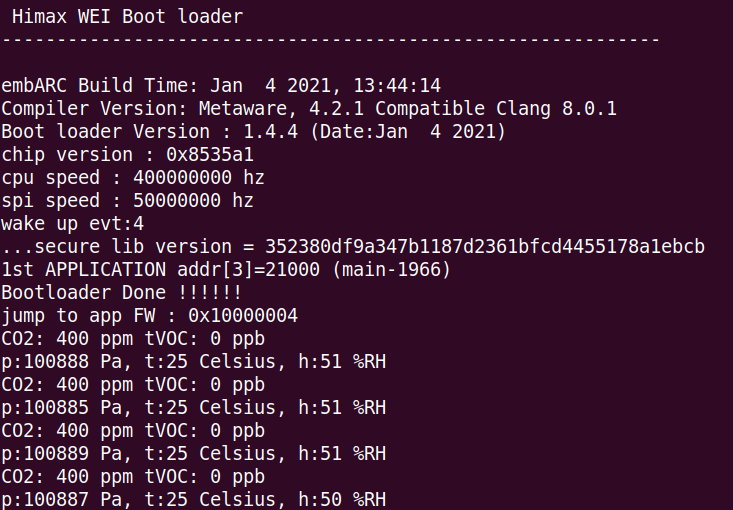 Himax WEI Boot loader
------------------------------------------------------------
embARC Build Time: Jan  4 2021, 13:44:14
Compiler Version: Metaware, 4.2.1 Compatible Clang 8.0.1
Boot loader Version : 1.4.4 (Date:Jan  4 2021)
chip version : 0x8535a1
cpu speed : 400000000 hz
spi speed : 50000000 hz
wake up evt:4
...secure lib version = 352380df9a347b1187d2361bfcd4455178a1ebcb
1st APPLICATION addr[3]=21000 (main-1966)
Bootloader Done !!!!!!
jump to app FW : 0x10000004
CO2: 400 ppm tVOC: 0 ppb
p:100888 Pa, t:25 Celsius, h:51 %RH
CO2: 400 ppm tVOC: 0 ppb
p:100885 Pa, t:25 Celsius, h:51 %RH
CO2: 400 ppm tVOC: 0 ppb
p:100889 Pa, t:25 Celsius, h:51 %RH
CO2: 400 ppm tVOC: 0 ppb
p:100887 Pa, t:25 Celsius, h:50 %RH